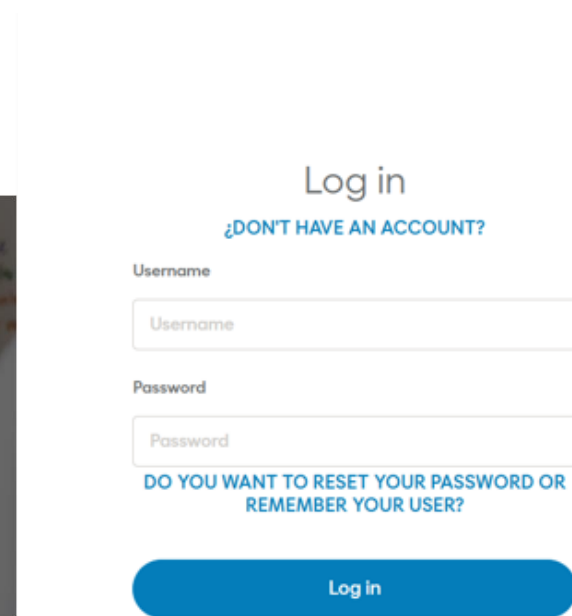 Log in
¿DON'T HAVE AN ACCOUNT?
Username
Username
Password
Password
DO YOU WANT TO RESET YOUR PASSWORD OR
REMEMBER YOUR USER?
Log in